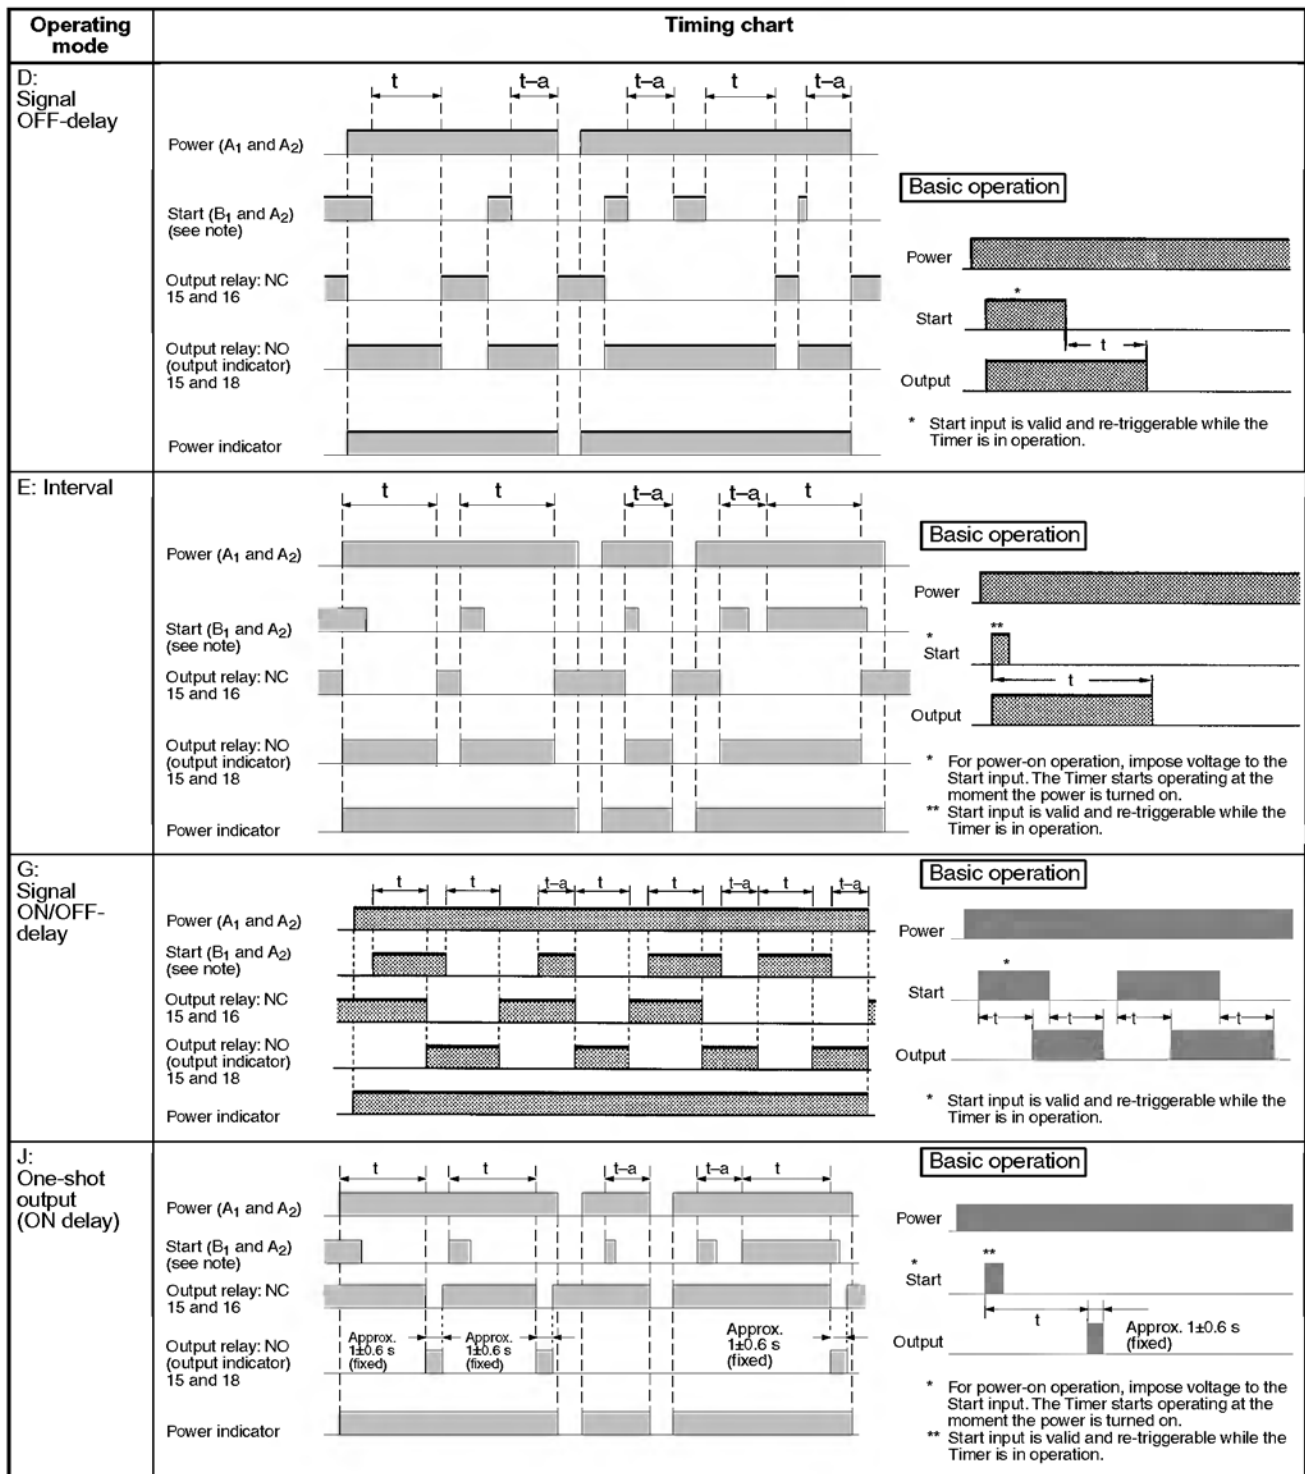 Operating mode
Timing chart
D:
Signal
OFF-delay
t
t–a
t–a
t
t–a
Power (A1 and A2)
Start (B1 and A2)
(see note)
Output relay: NC
15 and 16
Output relay: NO
(output indicator)
15 and 18
Power indicator
Basic operation
Power
*
Start
t
Output
* Start input is valid and re-triggerable while the
Timer is in operation.
E: Interval
t
t
t–a
t–a
t
Power (A1 and A2)
Start (B1 and A2)
(see note)
Output relay: NC
15 and 16
Output relay: NO
(output indicator)
15 and 18
Power indicator
Basic operation
Power
**
*
Start
t
Output
* For power-on operation, impose voltage to the
Start input. The Timer starts operating at the
moment the power is turned on.
** Start input is valid and re-triggerable while the
Timer is in operation.
G:
Signal
ON/OFF-
delay
t
t
t–a
t
t
t–a
t
t–a
Power (A1 and A2)
Start (B1 and A2)
(see note)
Output relay: NC
15 and 16
Output relay: NO
(output indicator)
15 and 18
Power indicator
Basic operation
Power
*
Start
t
t
t
t
Output
* Start input is valid and re-triggerable while the
Timer is in operation.
J:
One-shot
output
(ON delay)
t
t
t–a
t–a
t
Power (A1 and A2)
Start (B1 and A2)
(see note)
Output relay: NC
15 and 16
Output relay: NO
(output indicator)
15 and 18
Approx.
1±0.6 s
(fixed)
Approx.
1±0.6 s
(fixed)
Approx.
1±0.6 s
(fixed)
Power indicator
Basic operation
Power
**
*
Start
t
Approx. 1±0.6 s
(fixed)
Output
* For power-on operation, impose voltage to the
Start input. The Timer starts operating at the
moment the power is turned on.
** Start input is valid and re-triggerable while the
Timer is in operation.